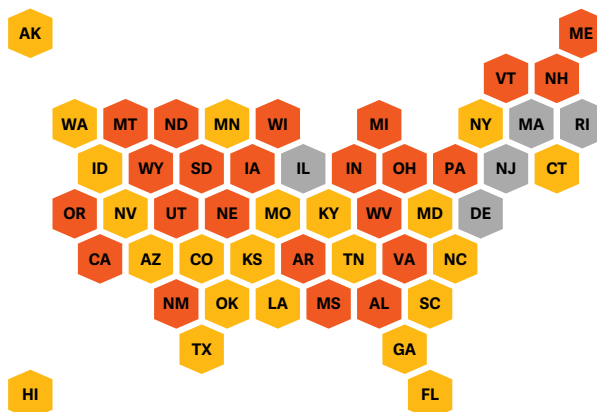 AK ME
VT NH
WA MT ND MN WI MI NY MA RI
ID WY SD IA IL IN OH PA NJ CT
OR NV UT NE MO KY WV MD DE
CA AZ CO KS AR TN VA NC
NM OK LA MS AL SC
TX GA
HI FL